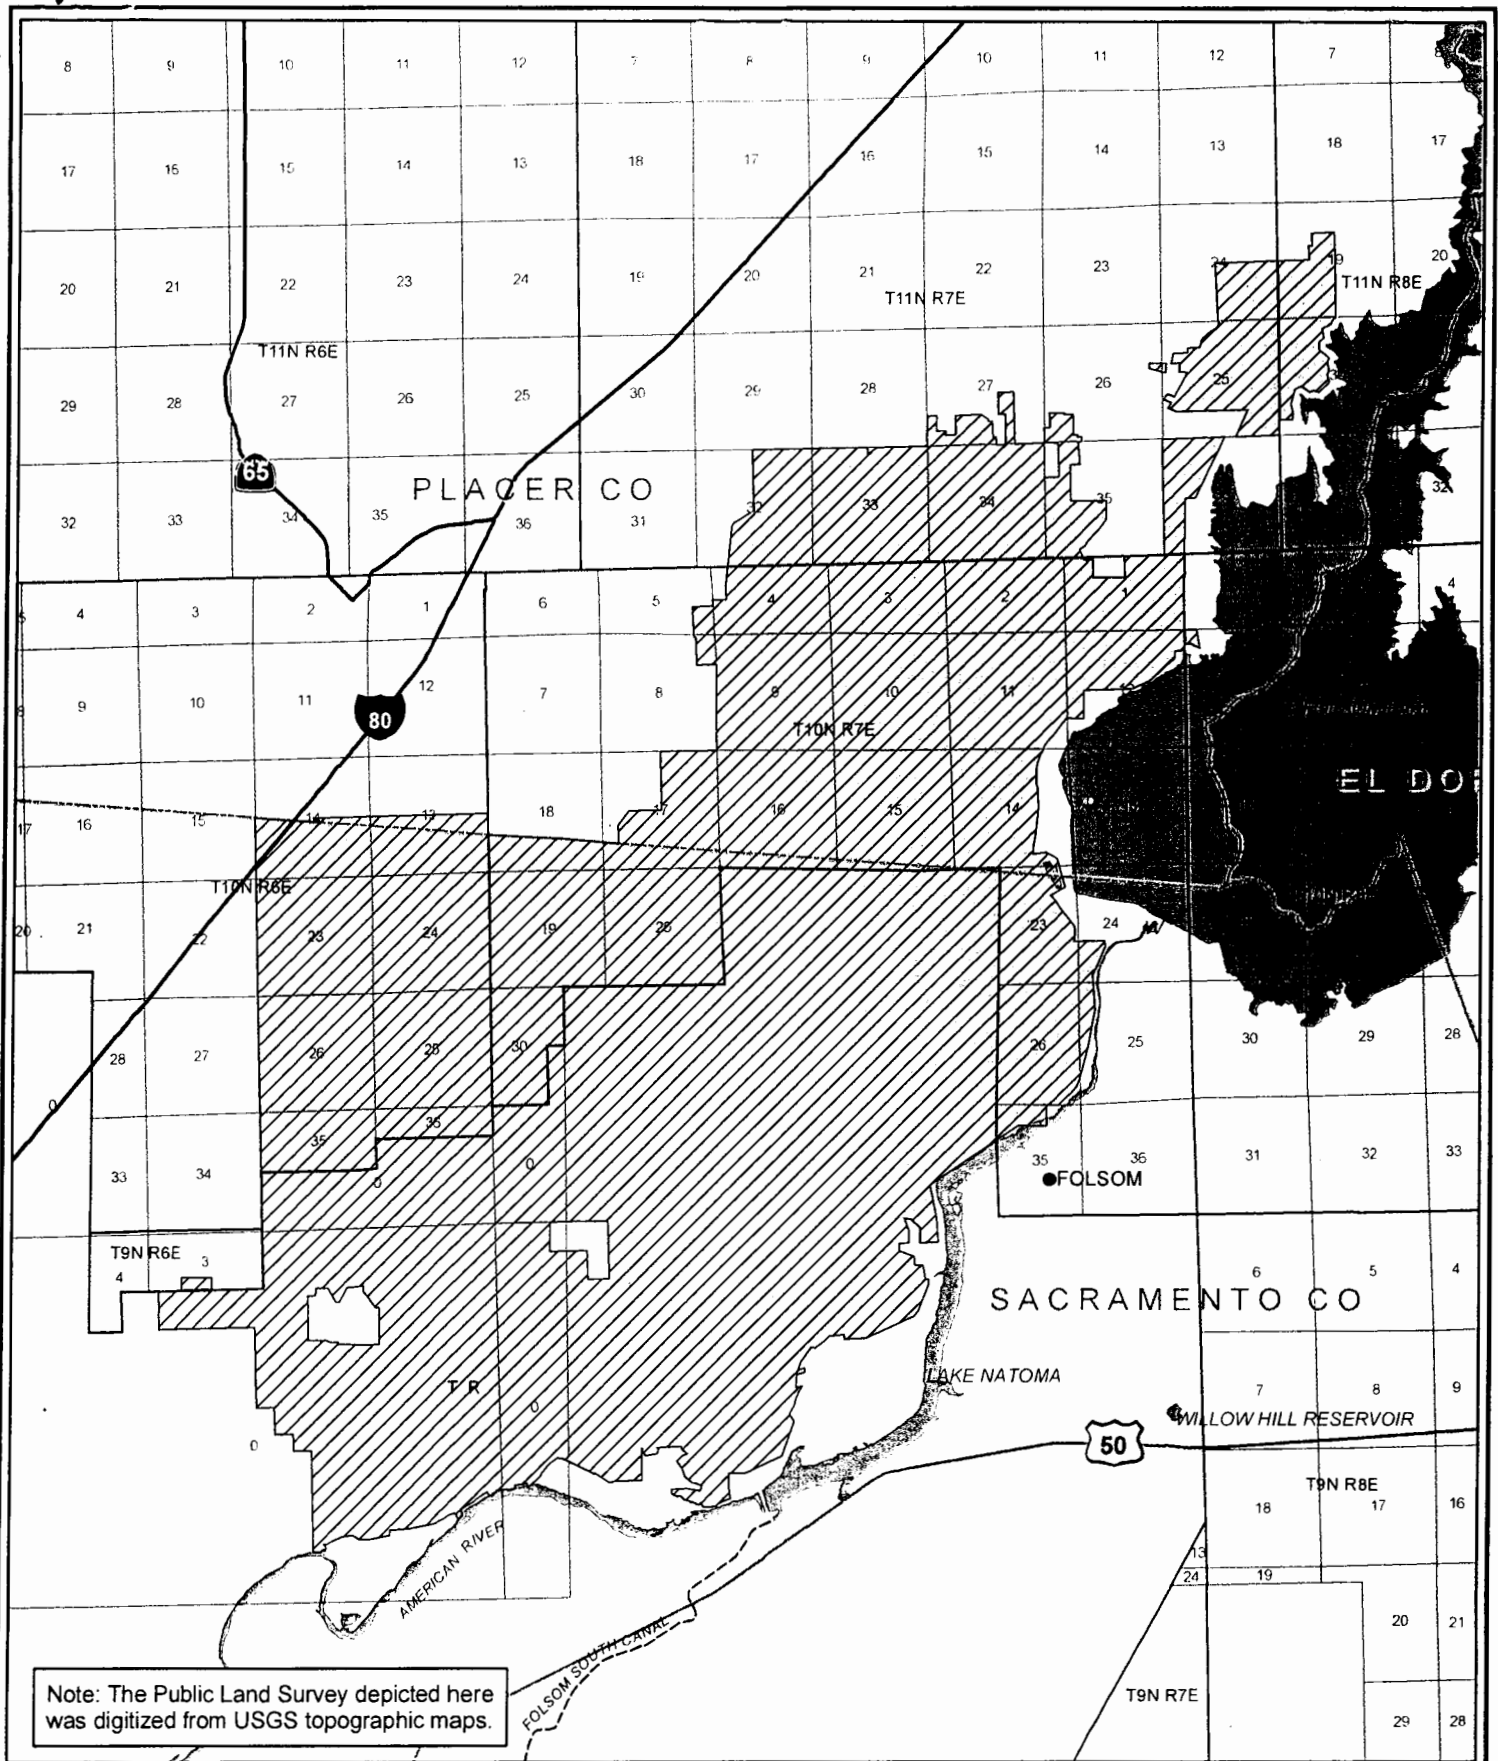 8 9 10 11 12 7 8 9 10 11 12 7 8
17 16 15 14 13 18 17 16 15 14 13 18 17
20 21 22 23 24 19 20 21 22 23 24 19 20
T11N R6E
T11N R7E
T11N R8E
29 28 27 26 25 30 29 28 27 26 25
65
PLACER CO
32 33 34 35 36 31 32 33 34 35 32
5 4 3 2 1 6 5 4 3 2 1 4
8 9 10 11 12 7 8 9 10 11
80
T10N R7E
EL DO
17 16 15 14 13 18 17 16 15 14
T10N R6E
20 21 22 23 24 19 23 24
28 27 26 30 26 25 30 29 28
0
33 34 35 35 0 0 35 36 31 32 33
FOLSOM
T9N R6E
4 3 6 5 4
SACRAMENTO CO
LAKE NATOMA
T R
0 0 7 8 9
WILLOW HILL RESERVOIR
50
T9N R8E
18 17 16
13
24 19
20 21
AMERICAN RIVER
FOLSOM SOUTH CANAL
T9N R7E
29 28
Note: The Public Land Survey depicted here
was digitized from USGS topographic maps.